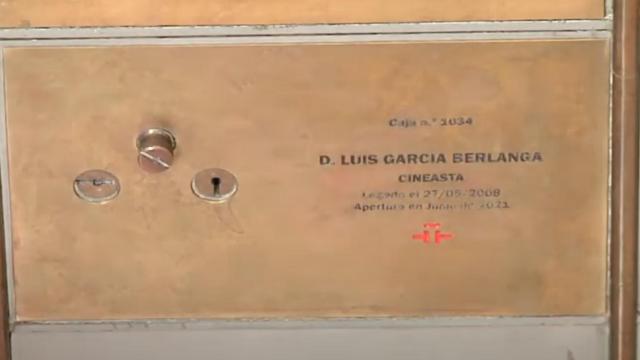 Caja n.º 1034
D. LUIS GARCIA BERLANGA
CINEASTA
Legado el 27/05/2008
Apertura en Junio de 2021